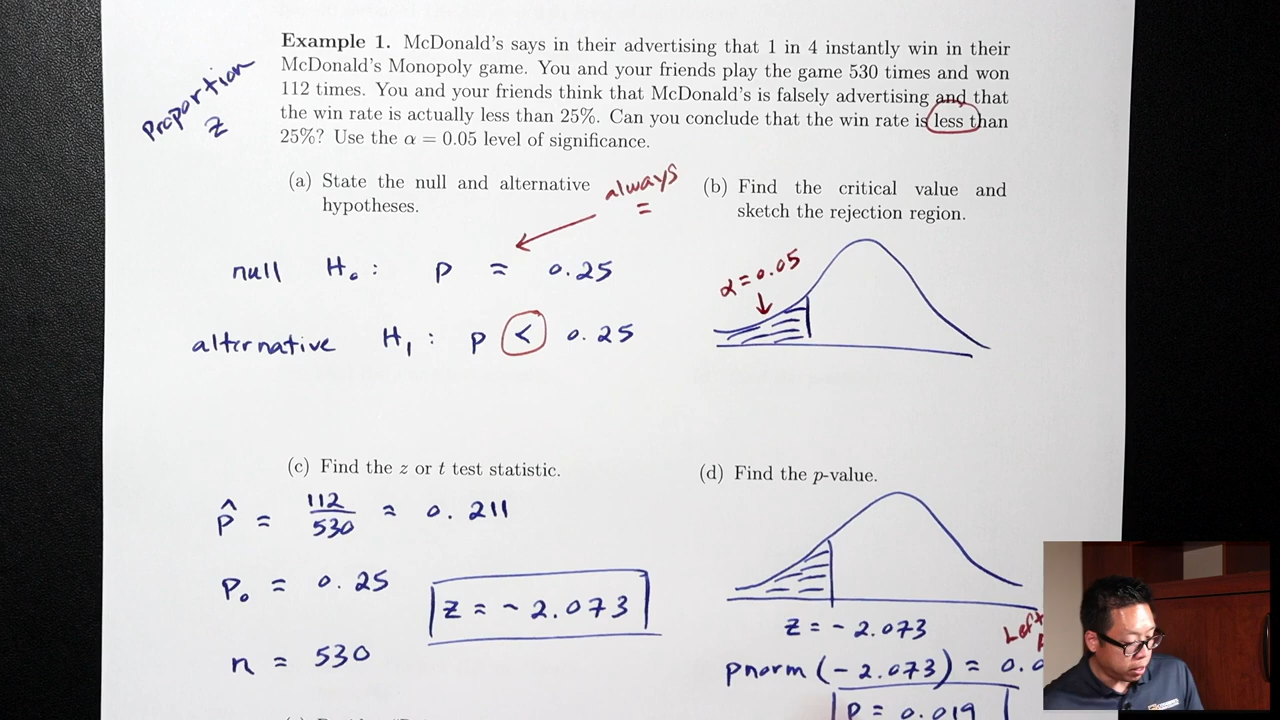 Example 1. McDonald's says in their advertising that 1 in 4 instantly win in their
McDonald's Monopoly game. You and your friends play the game 530 times and won
112 times. You and your friends think that McDonald's is falsely advertising and that
the win rate is actually less than 25%. Can you conclude that the win rate is less than
25%? Use the α = 0.05 level of significance.
Proportion
Z
(a) State the null and alternative
hypotheses.
always
=
null H₀: p = 0.25
alternative H₁: p < 0.25
(b) Find the critical value and
sketch the rejection region.
α = 0.05
(c) Find the z or t test statistic.
p̂ = 112/530 ≈ 0.211
P₀ = 0.25
n = 530
Z ≈ -2.073
(d) Find the p-value.
Z = -2.073
Left
pnorm(-2.073) = 0.0
P = 0.019